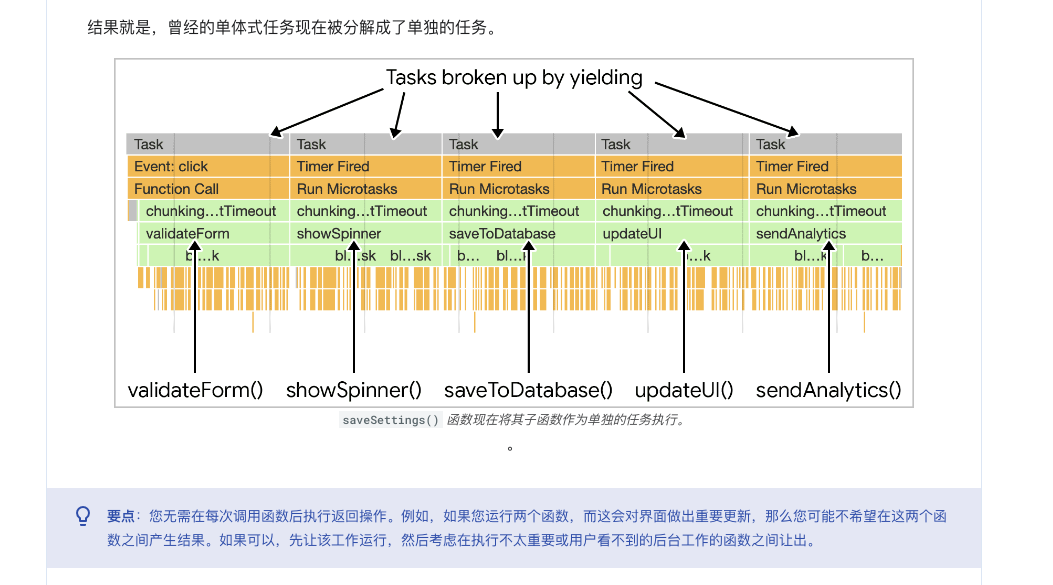 结果就是，曾经的单体式任务现在被分解成了单独的任务。
Tasks broken up by yielding
Task Task Task Task Task
Event: click Timer Fired Timer Fired Timer Fired Timer Fired
Function Call Run Microtasks Run Microtasks Run Microtasks Run Microtasks
chunking…tTimeout chunking…tTimeout chunking…tTimeout chunking…tTimeout chunking…tTimeout
validateForm showSpinner saveToDatabase updateUI sendAnalytics
bl…sk b… b…
validateForm() showSpinner() saveToDatabase() updateUI() sendAnalytics()
saveSettings() 函数现在将其子函数作为单独的任务执行。
。
要点：您无需在每次调用函数后执行返回操作。例如，如果您运行两个函数，而这会对界面做出重要更新，那么您可能不希望在这两个函
数之间产生结果。如果可以，先让该工作运行，然后考虑在执行不太重要或用户看不到的后台工作的函数之间让出。